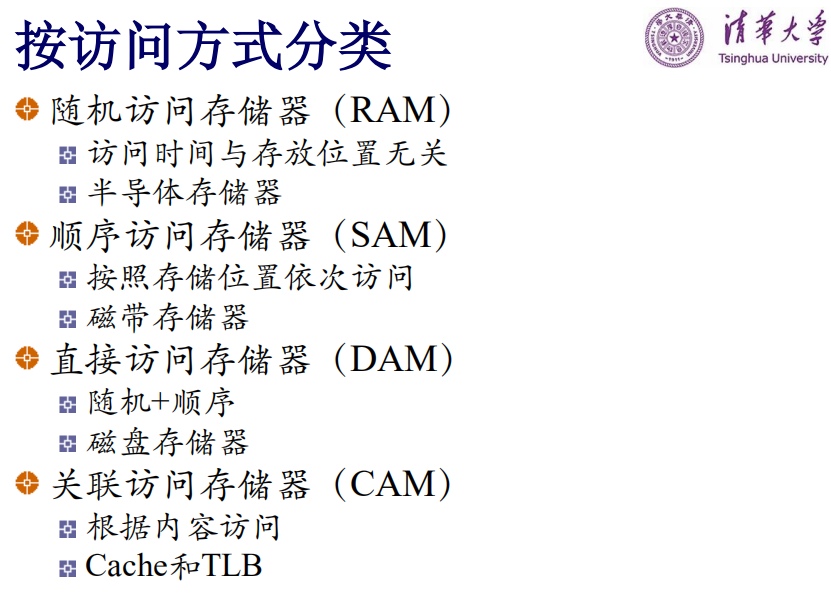 按访问方式分类
清华大学
Tsinghua University
随机访问存储器（RAM）
访问时间与存放位置无关
半导体存储器
顺序访问存储器（SAM）
按照存储位置依次访问
磁带存储器
直接访问存储器（DAM）
随机+顺序
磁盘存储器
关联访问存储器（CAM）
根据内容访问
Cache和TLB